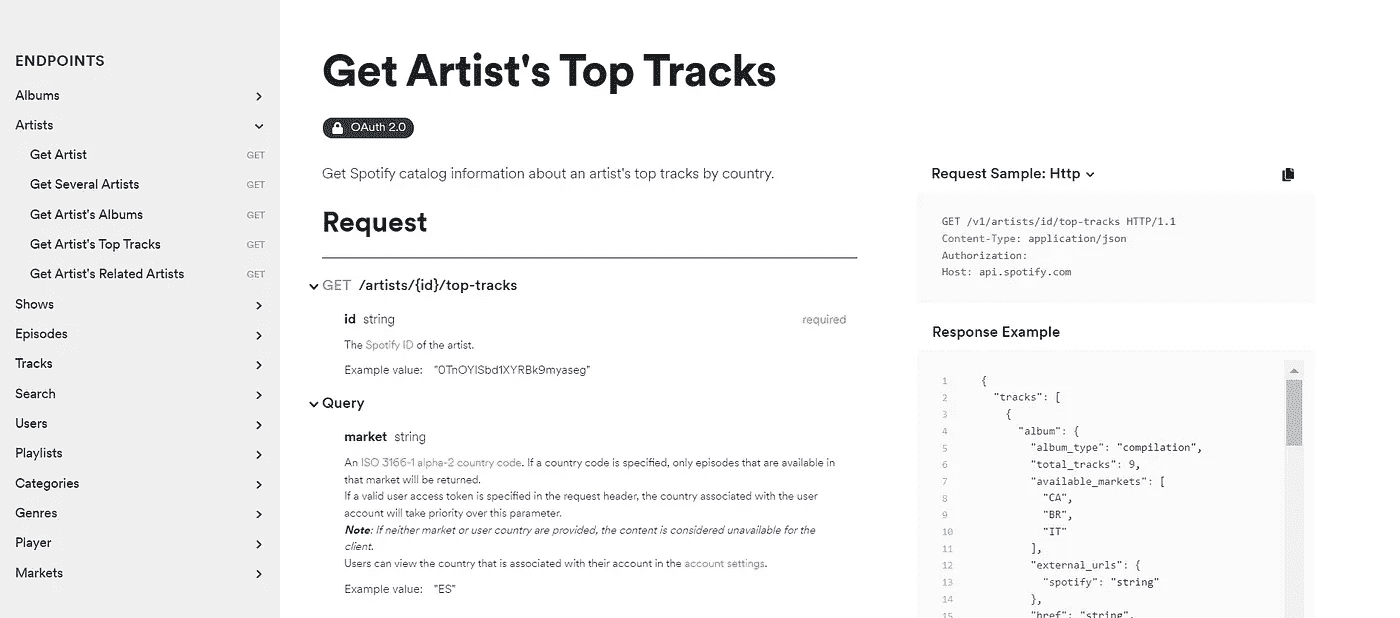 ENDPOINTS
Albums
Artists
Get Artist GET
Get Several Artists GET
Get Artist's Albums GET
Get Artist's Top Tracks GET
Get Artist's Related Artists GET
Shows
Episodes
Tracks
Search
Users
Playlists
Categories
Genres
Player
Markets
Get Artist's Top Tracks
OAuth 2.0
Get Spotify catalog information about an artist's top tracks by country.
Request
GET /artists/{id}/top-tracks
id string required
The Spotify ID of the artist.
Example value: "0TnOYISbd1XYRBk9myaseg"
Query
market string
An ISO 3166-1 alpha-2 country code. If a country code is specified, only episodes that are available in
that market will be returned.
If a valid user access token is specified in the request header, the country associated with the user
account will take priority over this parameter.
Note: If neither market or user country are provided, the content is considered unavailable for the
client.
Users can view the country that is associated with their account in the account settings.
Example value: "ES"
Request Sample: Http
GET /v1/artists/id/top-tracks HTTP/1.1
Content-Type: application/json
Authorization:
Host: api.spotify.com
Response Example
1 {
2 "tracks": [
3 {
4 "album": {
5 "album_type": "compilation",
6 "total_tracks": 9,
7 "available_markets": [
8 "CA",
9 "BR",
10 "IT"
11 ],
12 "external_urls": {
13 "spotify": "string"
14 },
15 "href": "string",